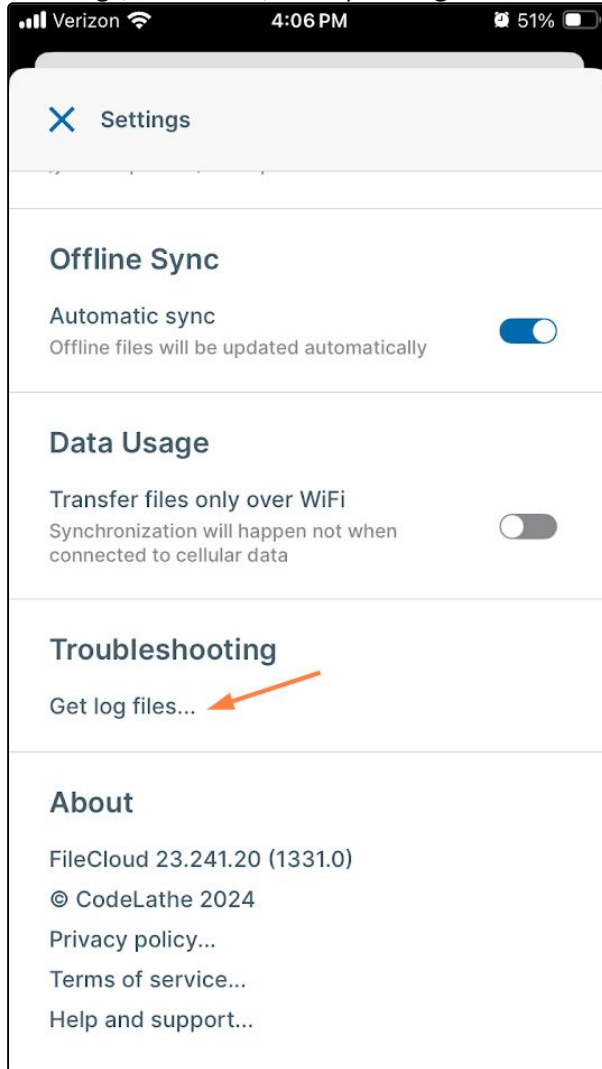 Verizon 4:06 PM 51%
Settings
Offline Sync
Automatic sync
Offline files will be updated automatically
Data Usage
Transfer files only over WiFi
Synchronization will happen not when
connected to cellular data
Troubleshooting
Get log files...
About
FileCloud 23.241.20 (1331.0)
© CodeLathe 2024
Privacy policy...
Terms of service...
Help and support...